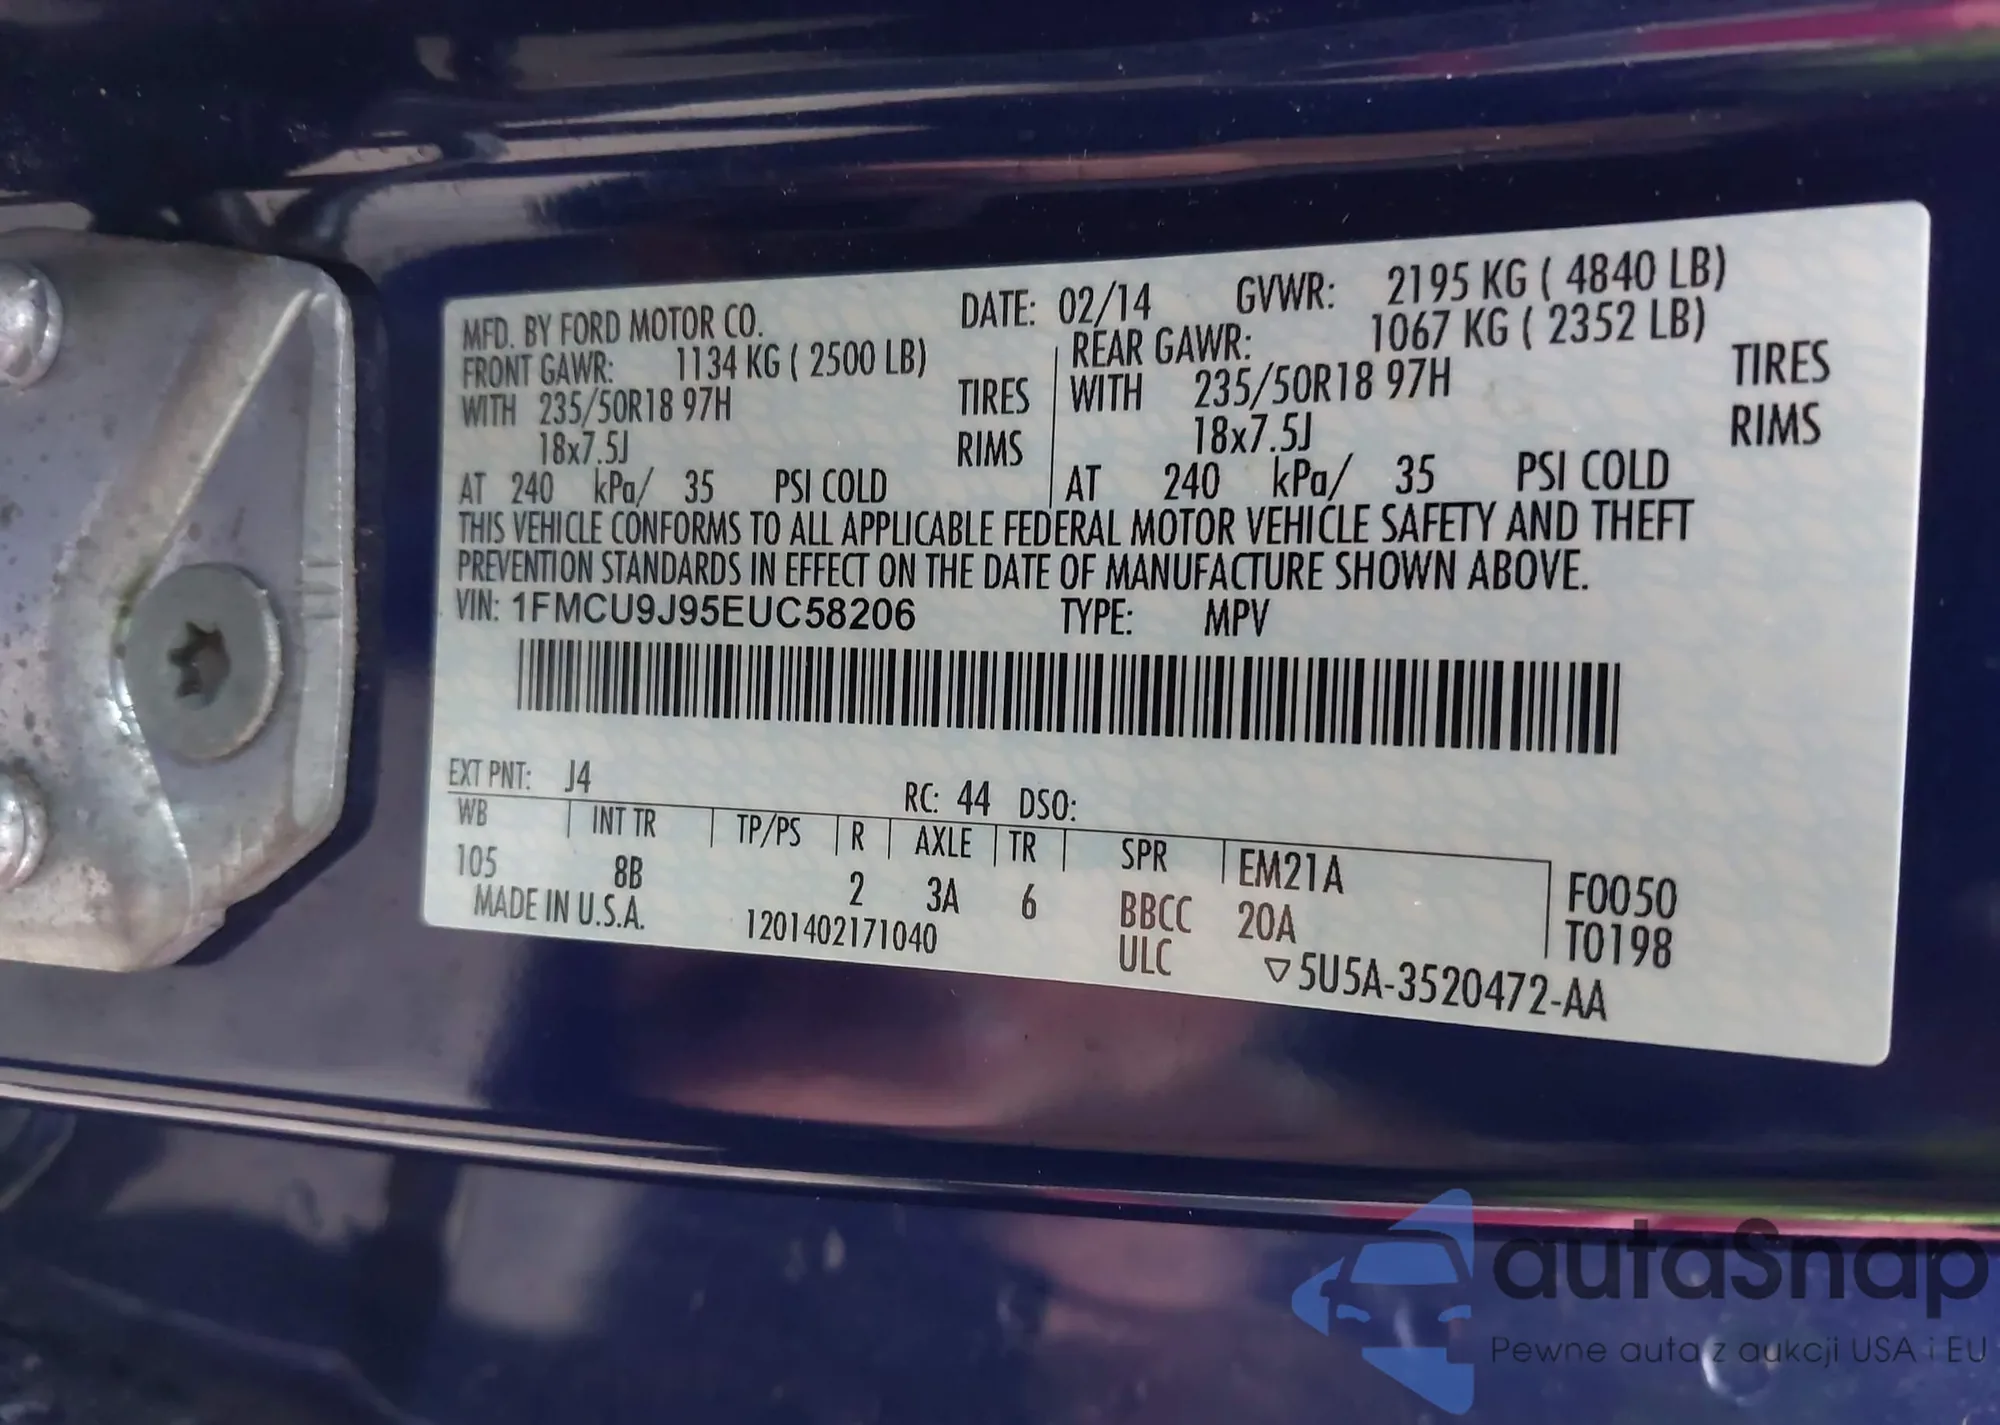 MFD. BY FORD MOTOR CO. DATE: 02/14 GVWR: 2195 KG ( 4840 LB)
FRONT GAWR: 1134 KG ( 2500 LB) REAR GAWR: 1067 KG ( 2352 LB)
WITH 235/50R18 97H TIRES WITH 235/50R18 97H TIRES
18x7.5J RIMS 18x7.5J RIMS
AT 240 kPa/ 35 PSI COLD AT 240 kPa/ 35 PSI COLD
THIS VEHICLE CONFORMS TO ALL APPLICABLE FEDERAL MOTOR VEHICLE SAFETY AND THEFT
PREVENTION STANDARDS IN EFFECT ON THE DATE OF MANUFACTURE SHOWN ABOVE.
VIN: 1FMCU9J95EUC58206 TYPE: MPV
EXT PNT: J4 RC: 44 DSO:
WB INT TR TP/PS R AXLE TR SPR EM21A F0050
105 8B 2 3A 6 BBCC 20A T0198
MADE IN U.S.A. 1201402171040 ULC ▽5U5A-3520472-AA
autaSnap
Pewne auta z aukcji USA i EU